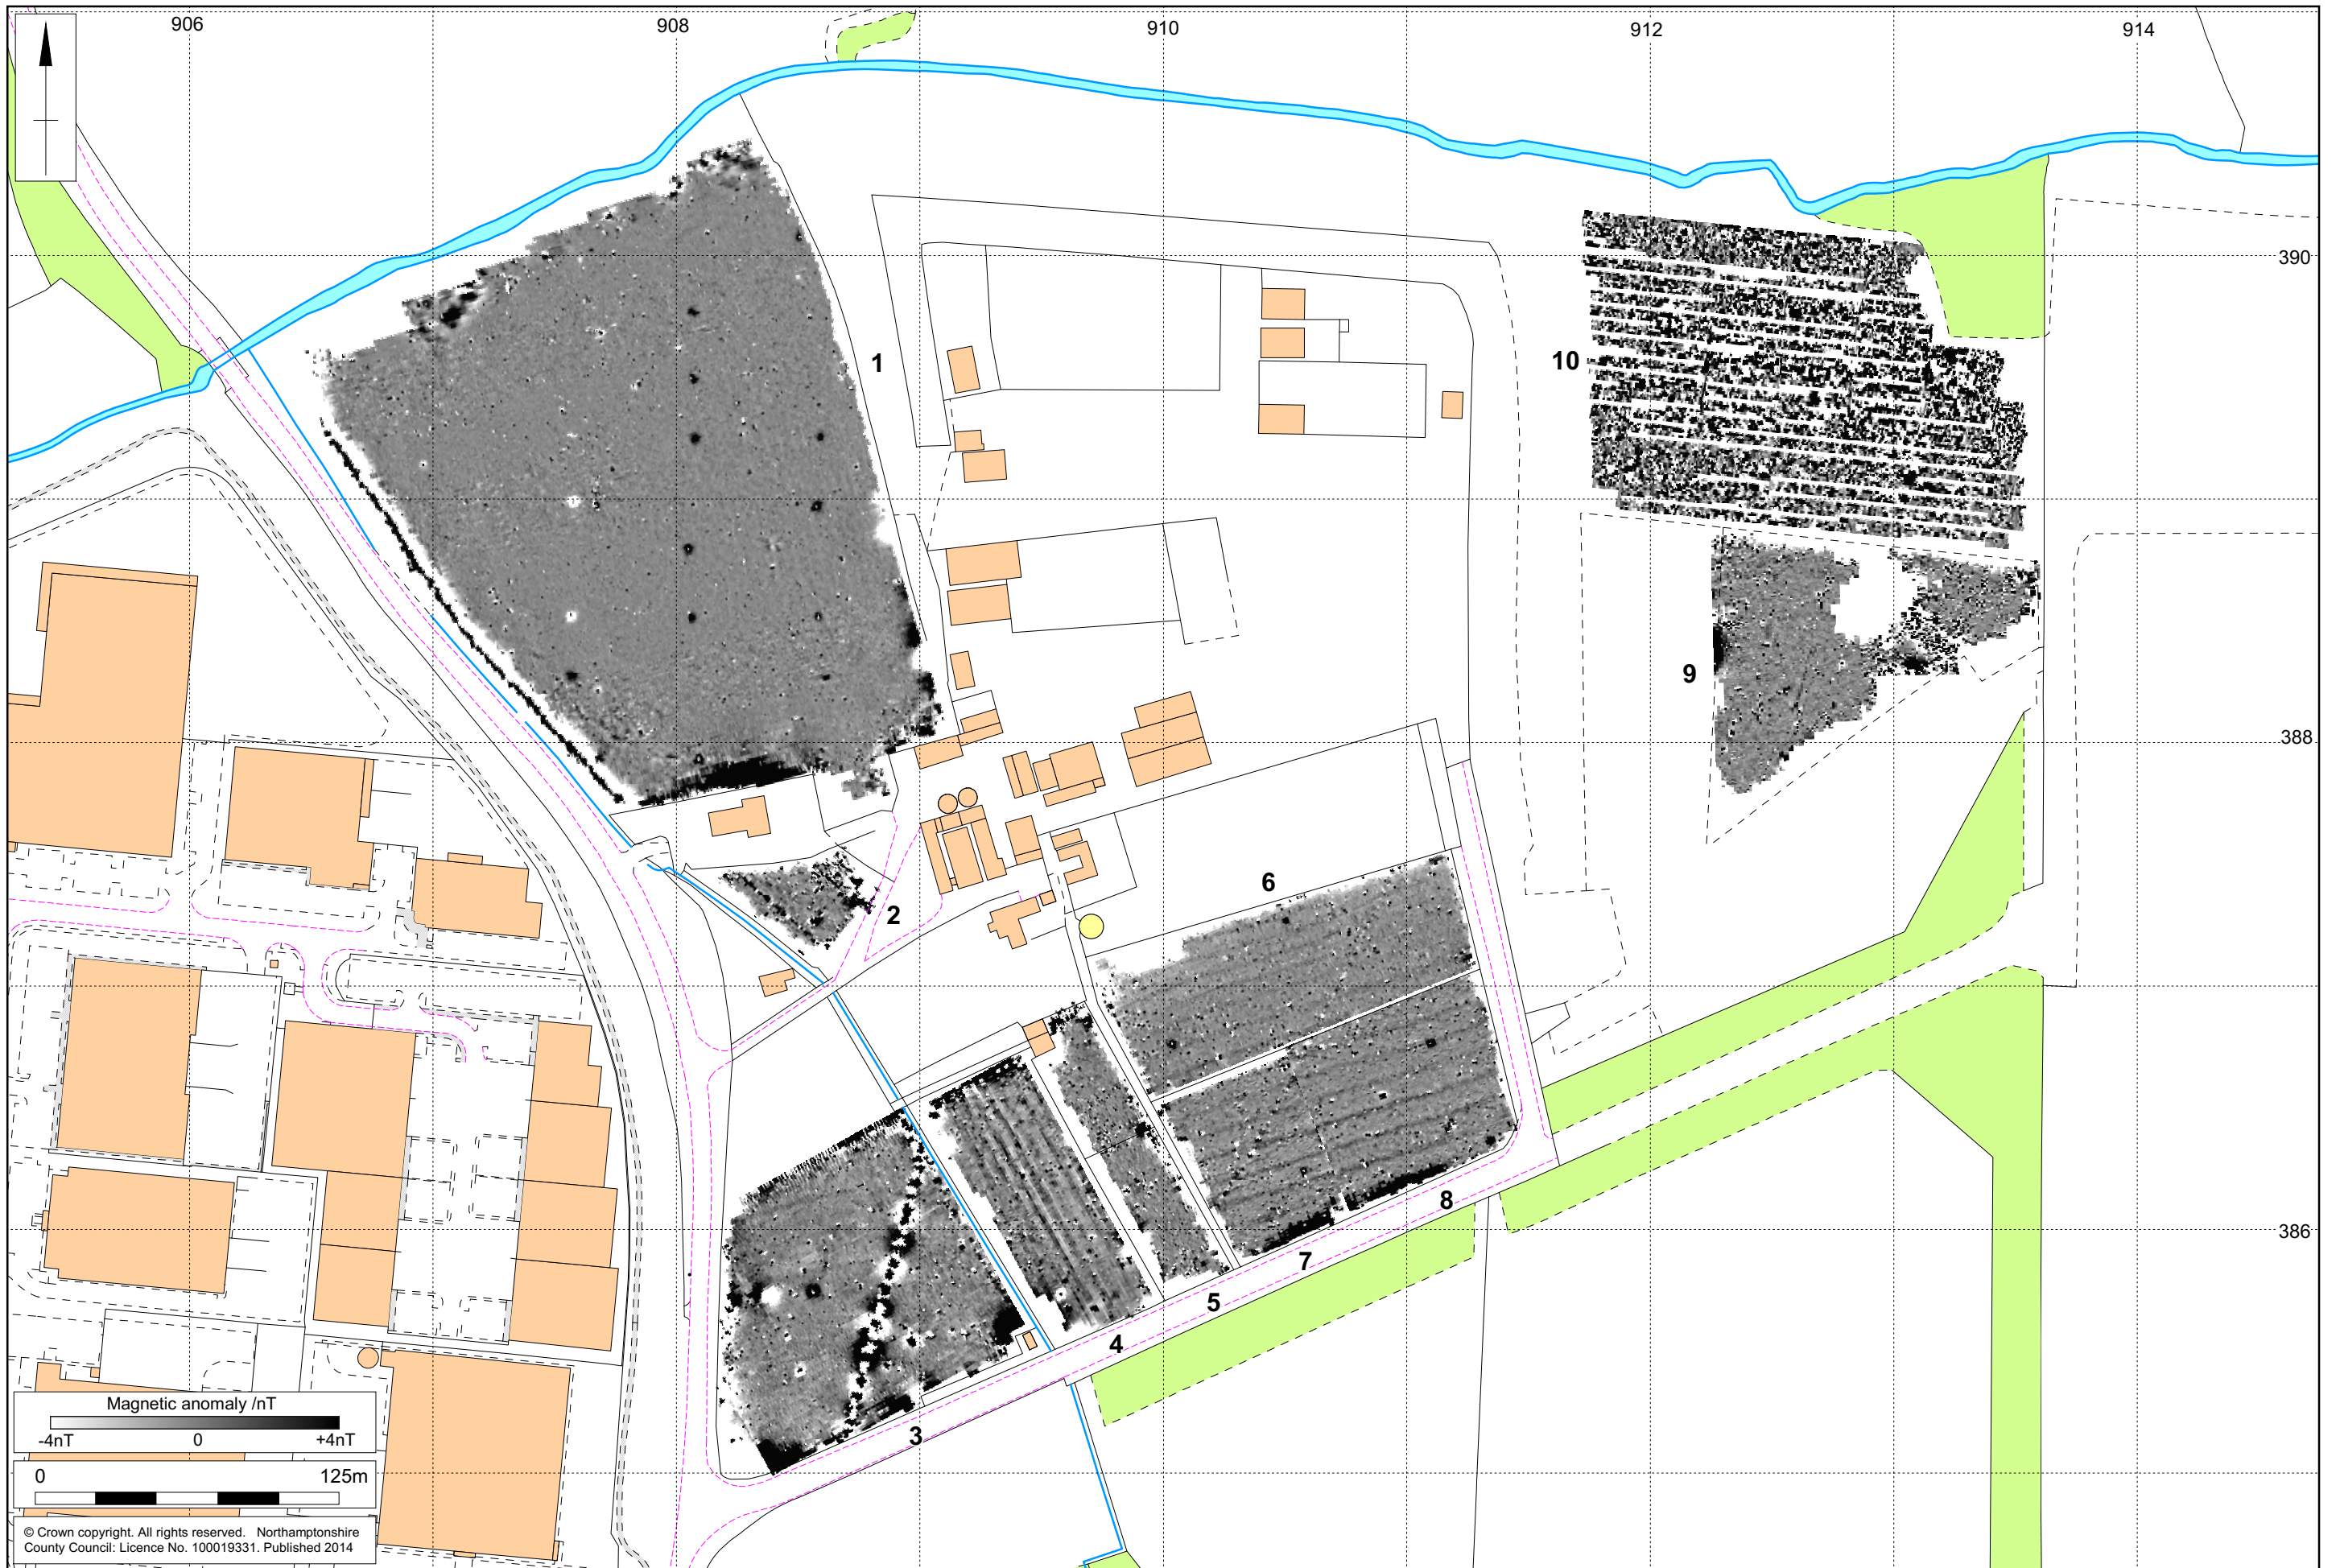 906 908 910 912 914
390
1
10
9
388
6
2
386
8
7
5
4
3
Magnetic anomaly /nT
-4nT 0 +4nT
0 125m
© Crown copyright. All rights reserved. Northamptonshire
County Council: Licence No. 100019331. Published 2014